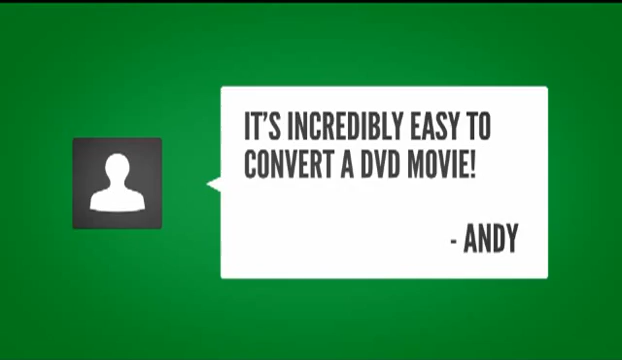 IT'S INCREDIBLY EASY TO
CONVERT A DVD MOVIE!
- ANDY